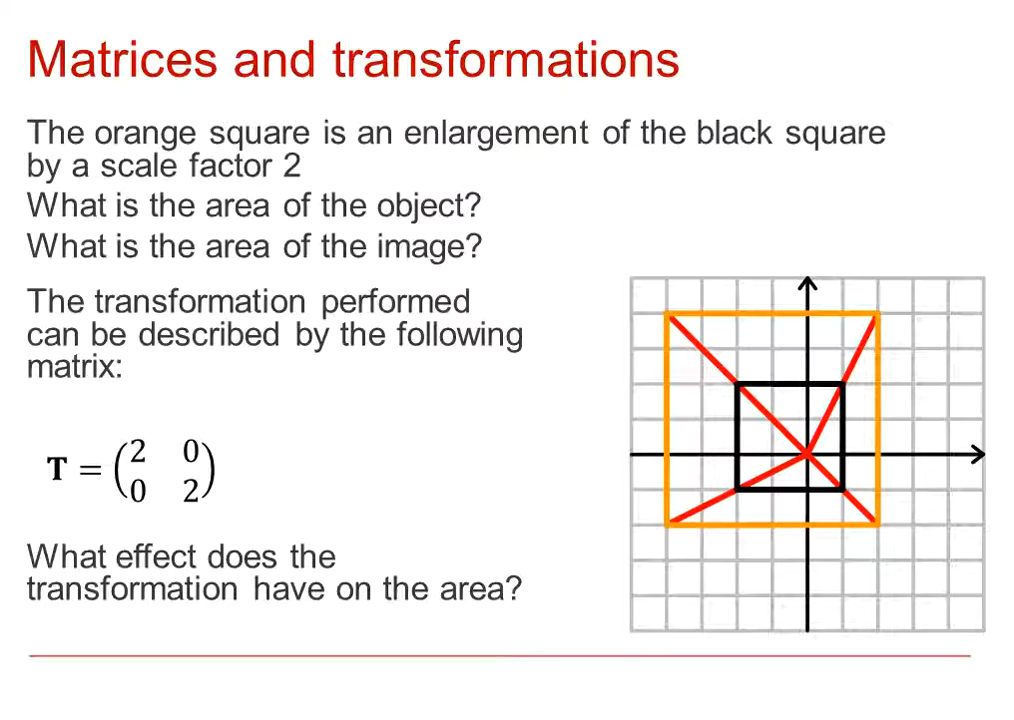 Matrices and transformations
The orange square is an enlargement of the black square
by a scale factor 2
What is the area of the object?
What is the area of the image?
The transformation performed
can be described by the following
matrix:
T = (2 0
0 2)
What effect does the
transformation have on the area?